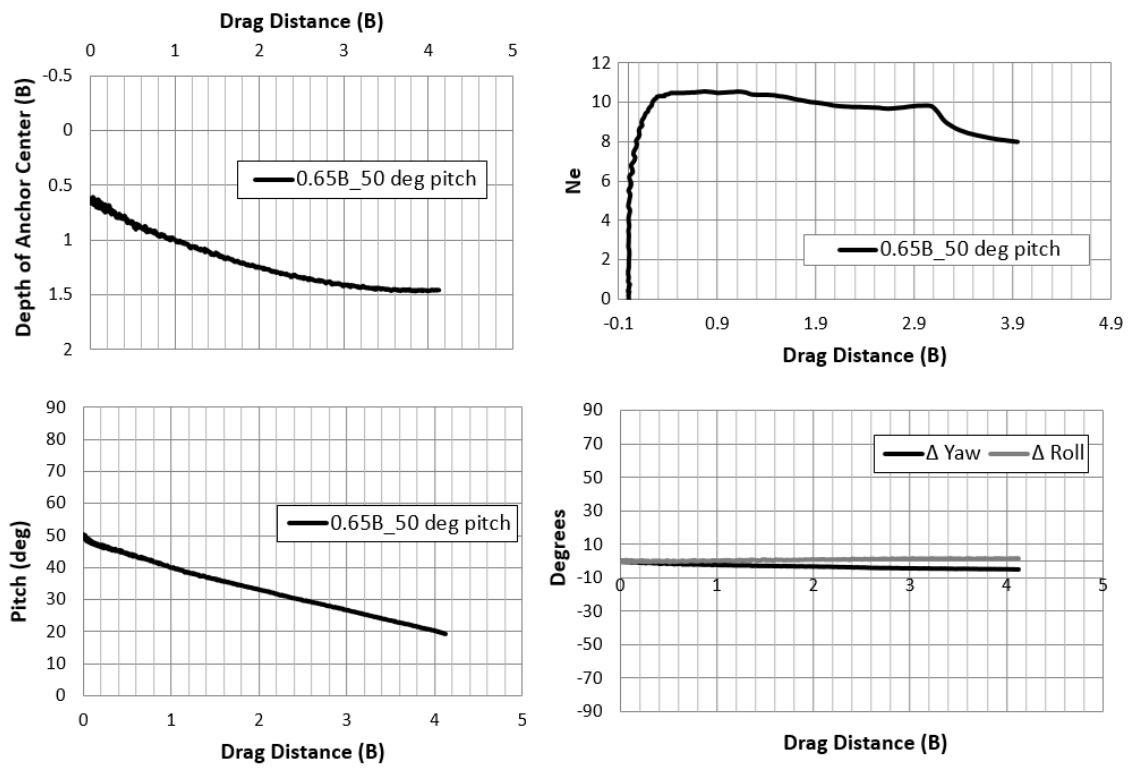 Drag Distance (B)
0 1 2 3 4 5
-0.5
0
0.5
1
1.5
2
Depth of Anchor Center (B)
0.65B_50 deg pitch
12
10
8
6
4
2
0
Ne
0.65B_50 deg pitch
-0.1 0.9 1.9 2.9 3.9 4.9
Drag Distance (B)
90
80
70
60
50
40
30
20
10
0
Pitch (deg)
0.65B_50 deg pitch
0 1 2 3 4 5
Drag Distance (B)
90
70
50
30
10
-10
-30
-50
-70
-90
Degrees
Δ Yaw Δ Roll
0 1 2 3 4 5
Drag Distance (B)